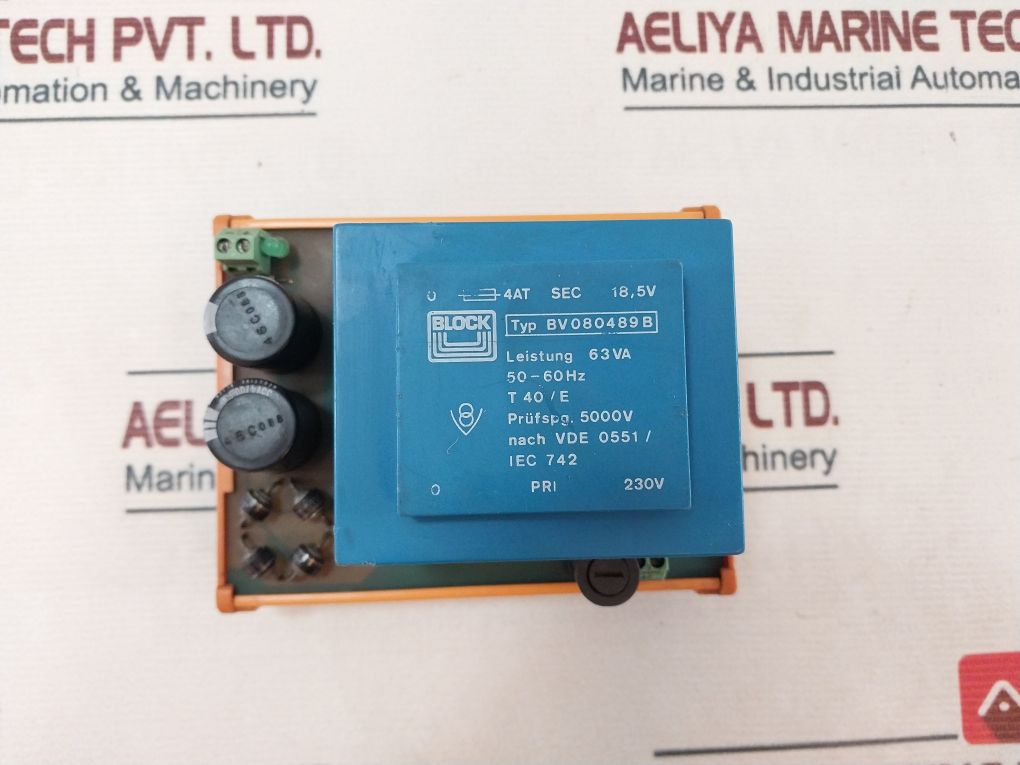 TECH PVT. LTD.
omation & Machinery
AELIYA MARINE TEC
Marine & Industrial Automa
0 4AT SEC 18,5V
BLOCK
Typ BV080489B
Leistung 63VA
50-60Hz
T 40/E
Prüfspg. 5000V
nach VDE 0551/
IEC 742
0 PRI 230V
AEL
LTD.
Marin
hinery